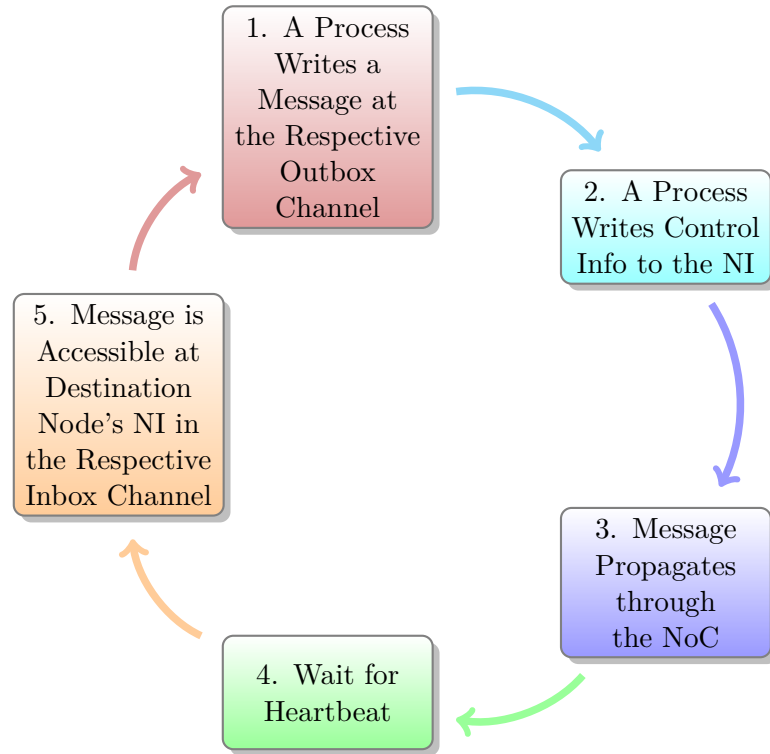 1. A Process
Writes a
Message at
the Respective
Outbox
Channel
2. A Process
Writes Control
Info to the NI
3. Message
Propagates
through
the NoC
4. Wait for
Heartbeat
5. Message is
Accessible at
Destination
Node's NI in
the Respective
Inbox Channel